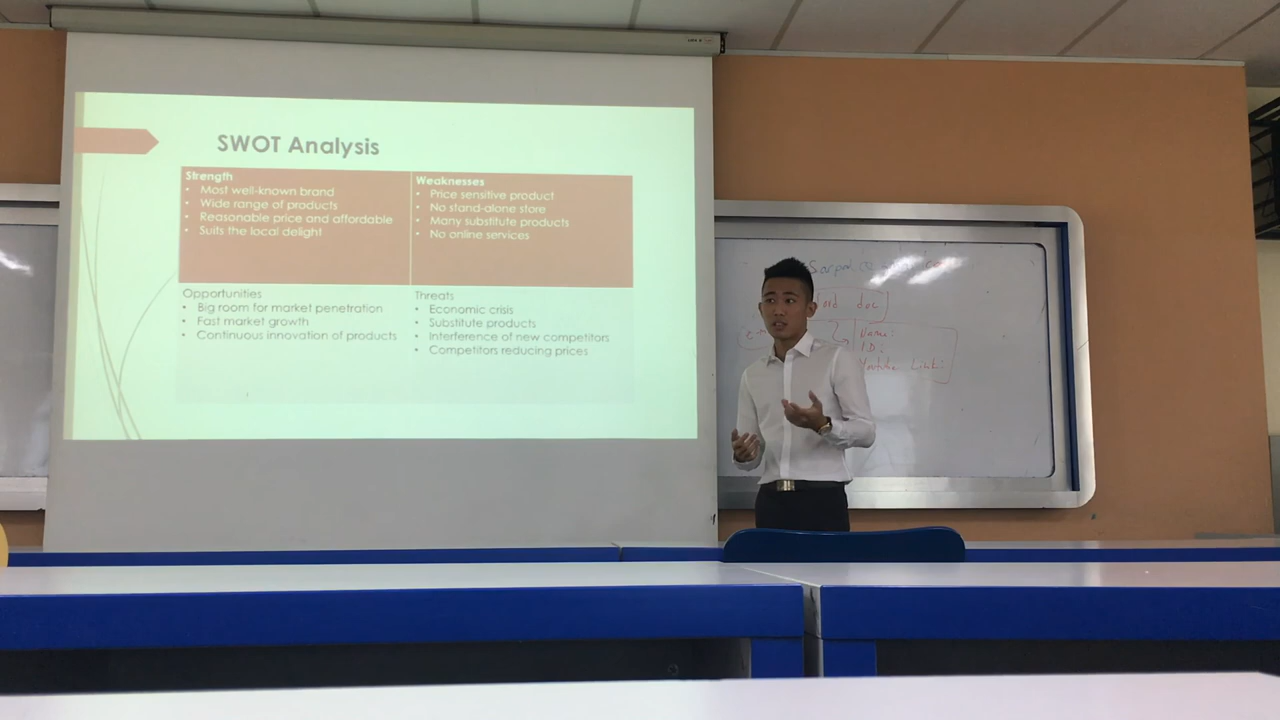 SWOT Analysis
Strength
• Most well-known brand
• Wide range of products
• Reasonable price and affordable
• Suits the local delight
Weaknesses
• Price sensitive product
• No stand-alone store
• Many substitute products
• No online services
Opportunities
• Big room for market penetration
• Fast market growth
• Continuous innovation of products
Threats
• Economic crisis
• Substitute products
• Interference of new competitors
• Competitors reducing prices
doc
Name:
ID:
Youtube Link: